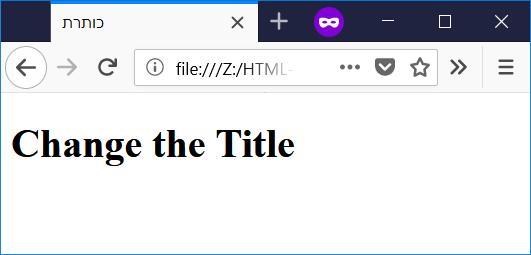 כותרת
file:///Z:/HTML-
Change the Title